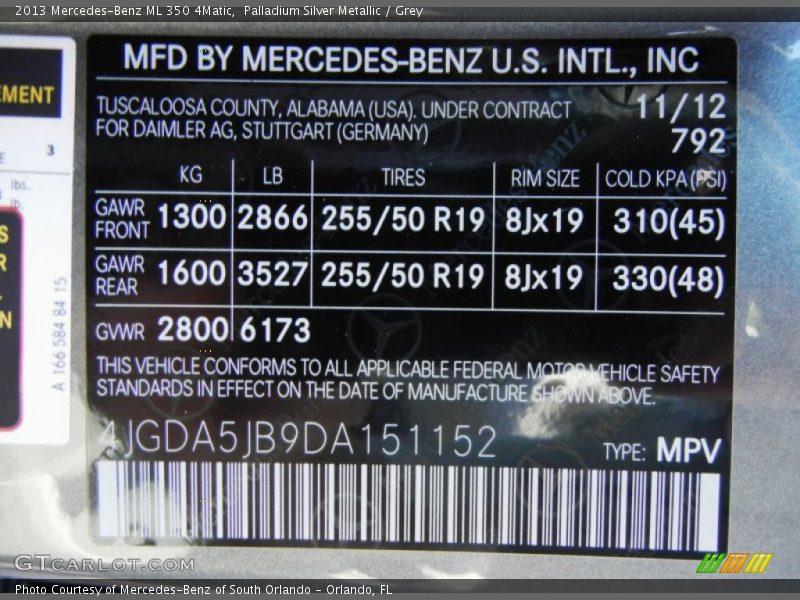 2013 Mercedes-Benz ML 350 4Matic, Palladium Silver Metallic / Grey
MFD BY MERCEDES-BENZ U.S. INTL., INC
TUSCALOOSA COUNTY, ALABAMA (USA). UNDER CONTRACT 11/12
FOR DAIMLER AG, STUTTGART (GERMANY) 792
KG LB TIRES RIM SIZE COLD KPA (PSI)
GAWR FRONT 1300 2866 255/50 R19 8Jx19 310(45)
GAWR REAR 1600 3527 255/50 R19 8Jx19 330(48)
GVWR 2800 6173
THIS VEHICLE CONFORMS TO ALL APPLICABLE FEDERAL MOTOR VEHICLE SAFETY
STANDARDS IN EFFECT ON THE DATE OF MANUFACTURE SHOWN ABOVE.
4JGDA5JB9DA151152 TYPE: MPV
EMENT
3
lbs.
lb.
A 166 584 84 15
GTCARLOT.COM
Photo Courtesy of Mercedes-Benz of South Orlando - Orlando, FL